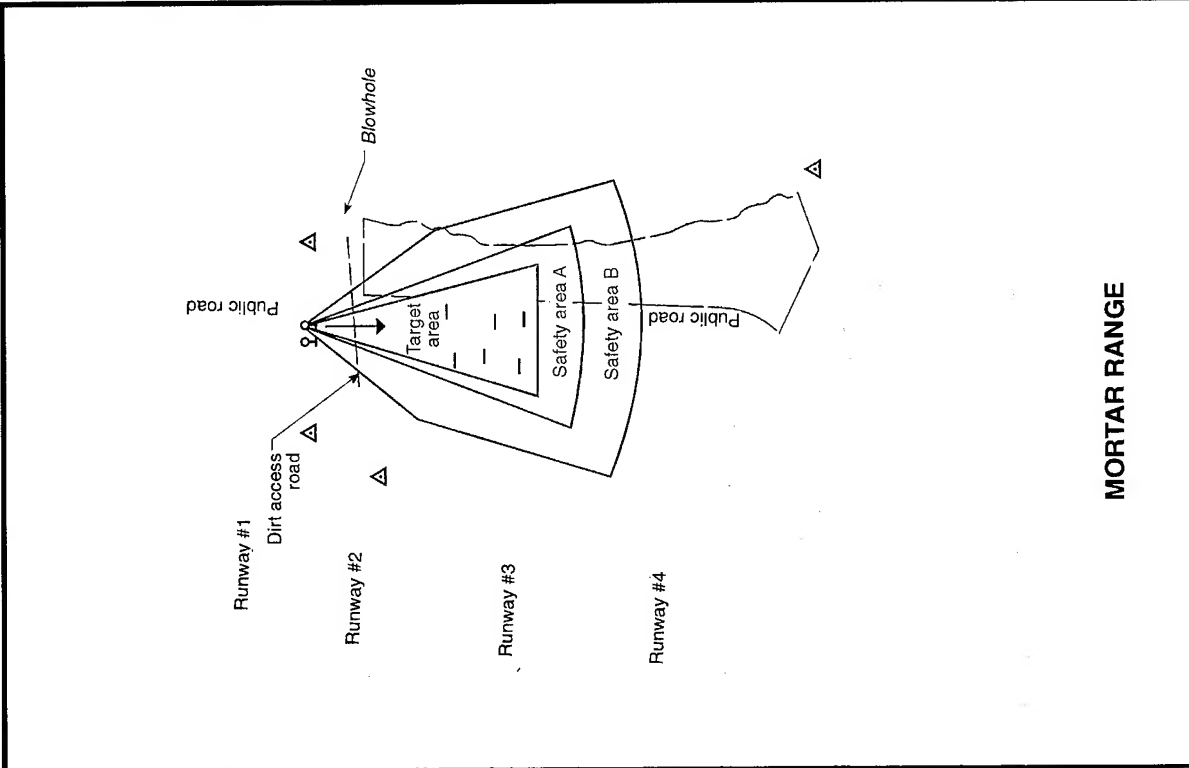 Blowhole
Public road
Target
area
Safety area A
Safety area B
Public road
Dirt access
road
Runway #1
Runway #2
Runway #3
Runway #4
MORTAR RANGE